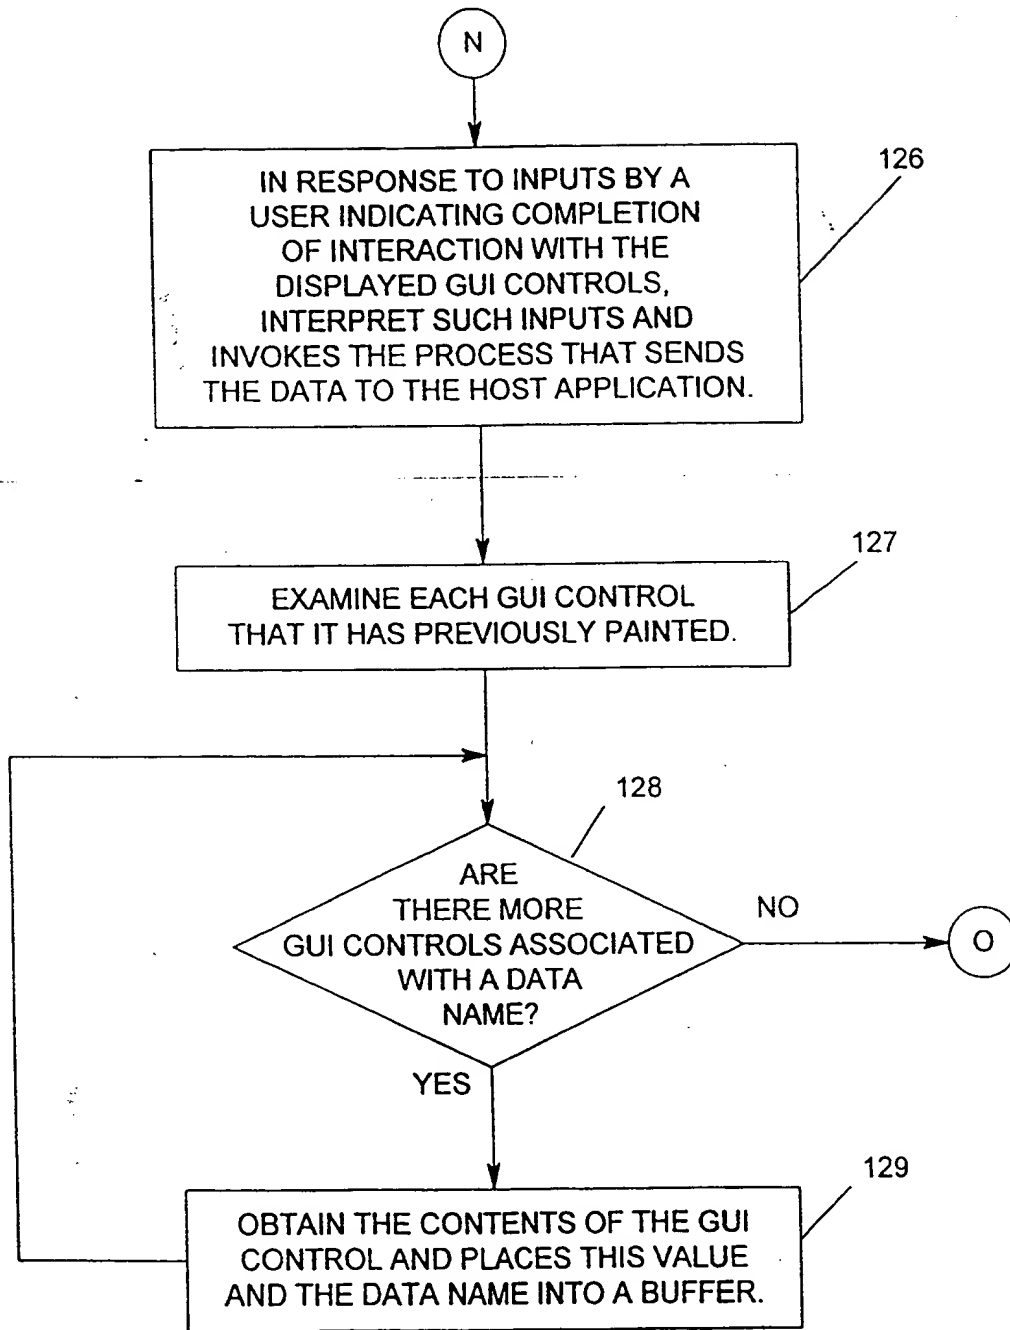 N
IN RESPONSE TO INPUTS BY A
USER INDICATING COMPLETION
OF INTERACTION WITH THE
DISPLAYED GUI CONTROLS,
INTERPRET SUCH INPUTS AND
INVOKES THE PROCESS THAT SENDS
THE DATA TO THE HOST APPLICATION.
126
EXAMINE EACH GUI CONTROL
THAT IT HAS PREVIOUSLY PAINTED.
127
128
ARE
THERE MORE
GUI CONTROLS ASSOCIATED
WITH A DATA
NAME?
NO
O
YES
129
OBTAIN THE CONTENTS OF THE GUI
CONTROL AND PLACES THIS VALUE
AND THE DATA NAME INTO A BUFFER.